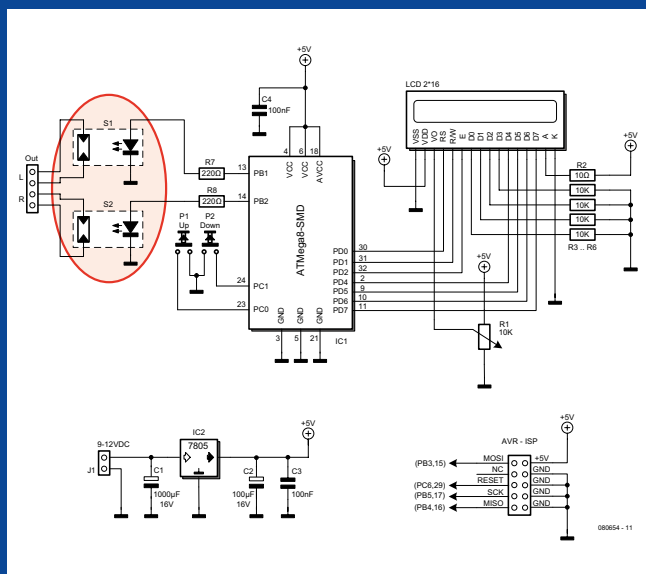 +5V
C4
100nF
LCD 2*16
S1
Out
L
R
S2
R7
220Ω
R8
220Ω
P1
Up
P2
Down
13
14
24
23
4
6
18
VCC
VCC
AVCC
PB1
PB2
PC1
PC0
ATMega8-SMD
PD0
PD1
PD2
PD4
PD5
PD6
PD7
30
31
32
2
9
10
11
GND
GND
GND
3
5
21
IC1
+5V
VSS
VDD
VO
RS
R/W
E
D0
D1
D2
D3
D4
D5
D6
D7
A
K
+5V
R2
10Ω
10K
10K
10K
10K
R3 .. R6
+5V
R1
10K
9-12VDC
J1
C1
1000µF
16V
IC2
7805
C2
100µF
16V
C3
100nF
+5V
AVR - ISP
+5V
(PB3,15)
MOSI
+5V
NC
GND
(PC6,29)
RESET
GND
(PB5,17)
SCK
GND
(PB4,16)
MISO
GND
080654 - 11